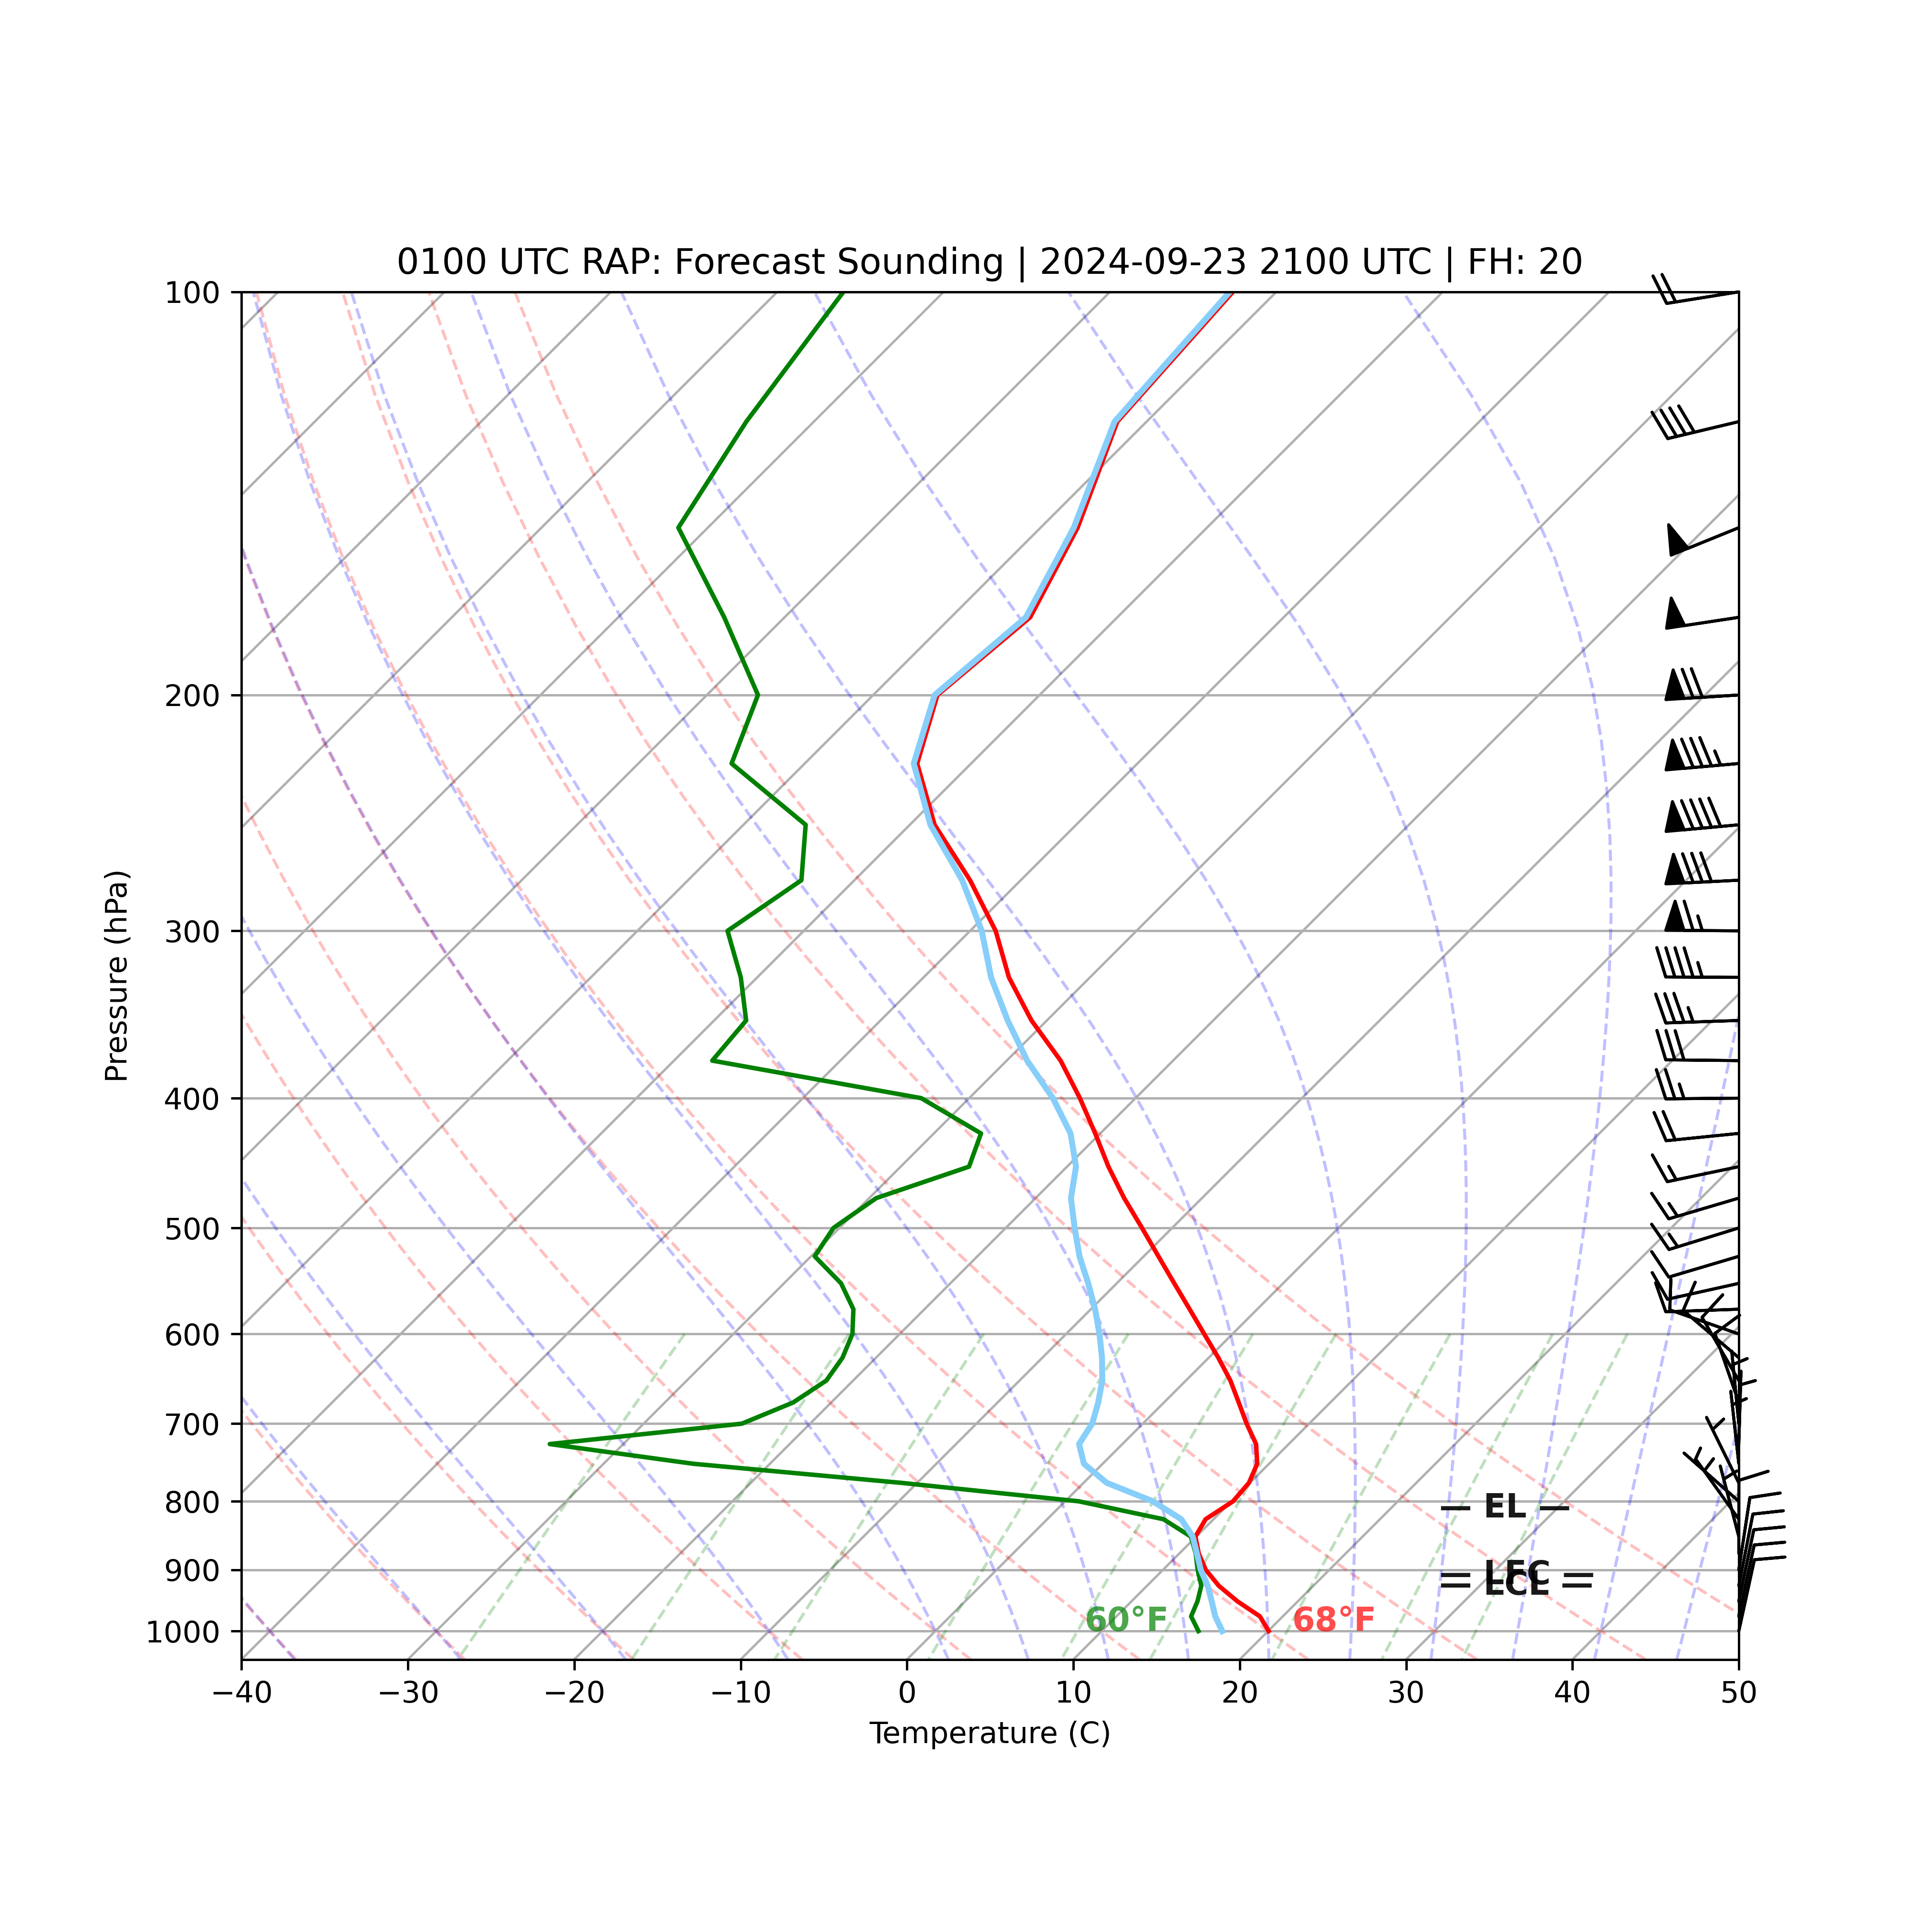 0100 UTC RAP: Forecast Sounding | 2024-09-23 2100 UTC | FH: 20
100
200
300
400
500
600
700
800
900
1000
Pressure (hPa)
— EL —
— LFC —
— LCL —
60°F
68°F
−40 −30 −20 −10 0 10 20 30 40 50
Temperature (C)